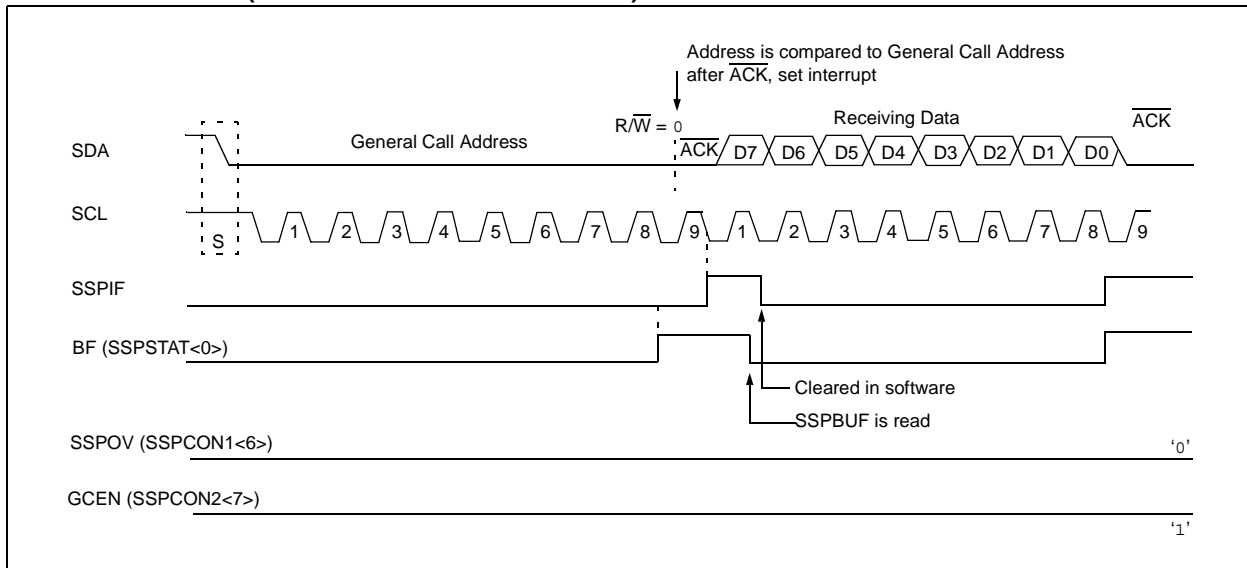 Address is compared to General Call Address
after ACK, set interrupt
R/W = 0
Receiving Data
ACK
SDA
General Call Address
ACK
D7 D6 D5 D4 D3 D2 D1 D0
SCL
S
1 2 3 4 5 6 7 8 9 1 2 3 4 5 6 7 8 9
SSPIF
BF (SSPSTAT<0>)
Cleared in software
SSPBUF is read
SSPOV (SSPCON1<6>)
‘0’
GCEN (SSPCON2<7>)
‘1’